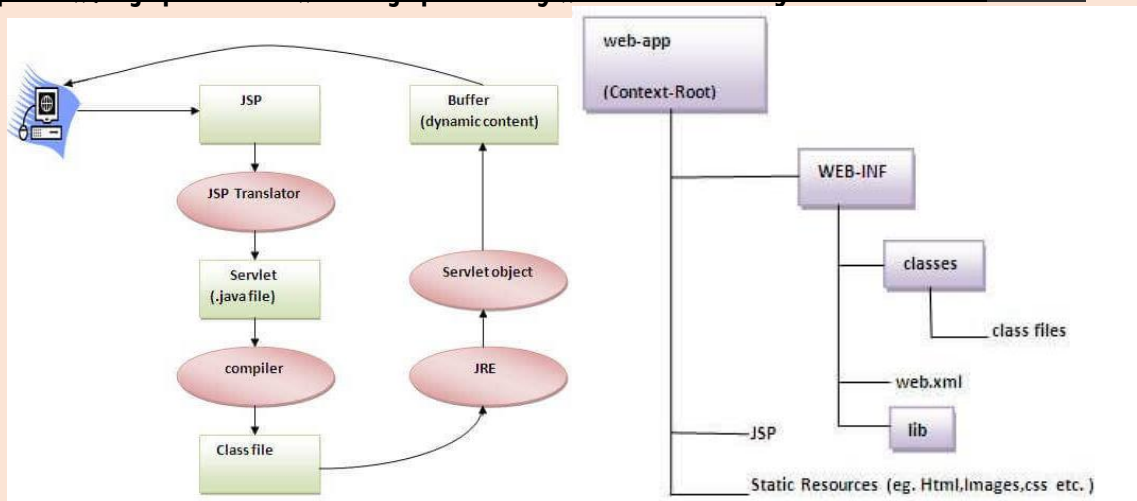 JSP
Buffer
(dynamic content)
JSP Translator
Servlet
(.java file)
Servlet object
compiler
JRE
Class file
web-app
(Context-Root)
WEB-INF
classes
class files
web.xml
lib
JSP
Static Resources (eg. Html,Images,css etc. )